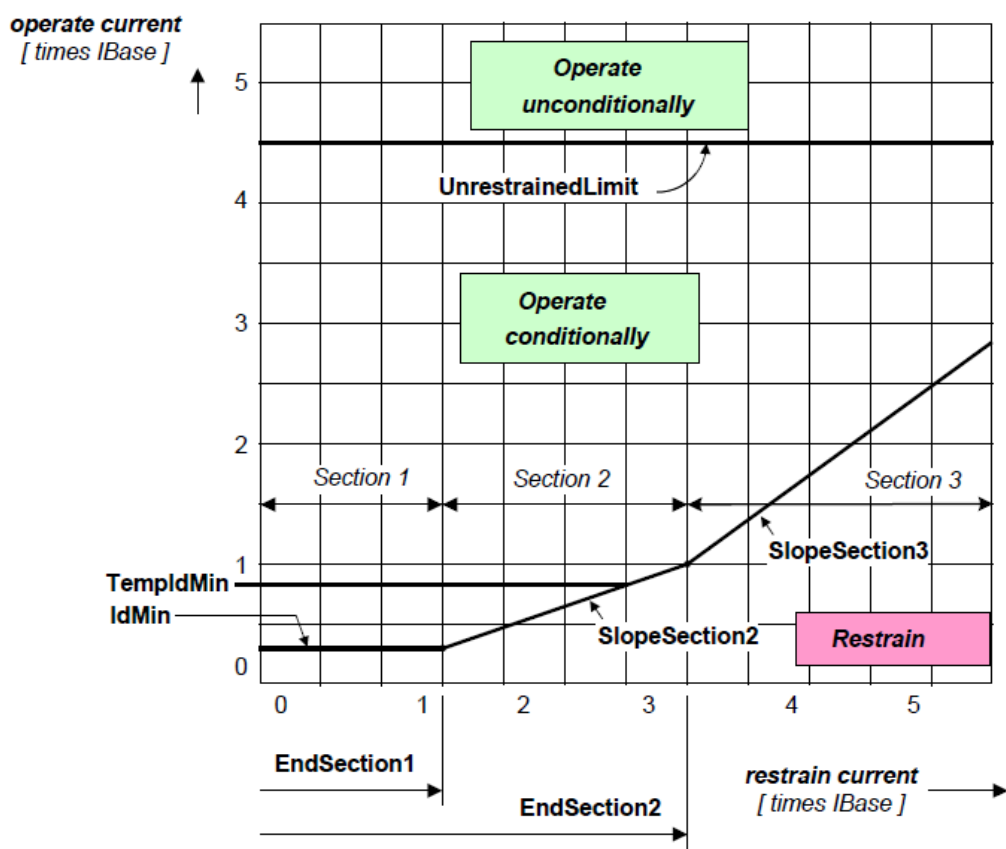 operate current
[ times IBase ]
5
Operate
unconditionally
UnrestrainedLimit
4
Operate
conditionally
3
2
Section 1
Section 2
Section 3
1
SlopeSection3
TempIdMin
IdMin
SlopeSection2
Restrain
0
0
1
2
3
4
5
EndSection1
restrain current
[ times IBase ]
EndSection2